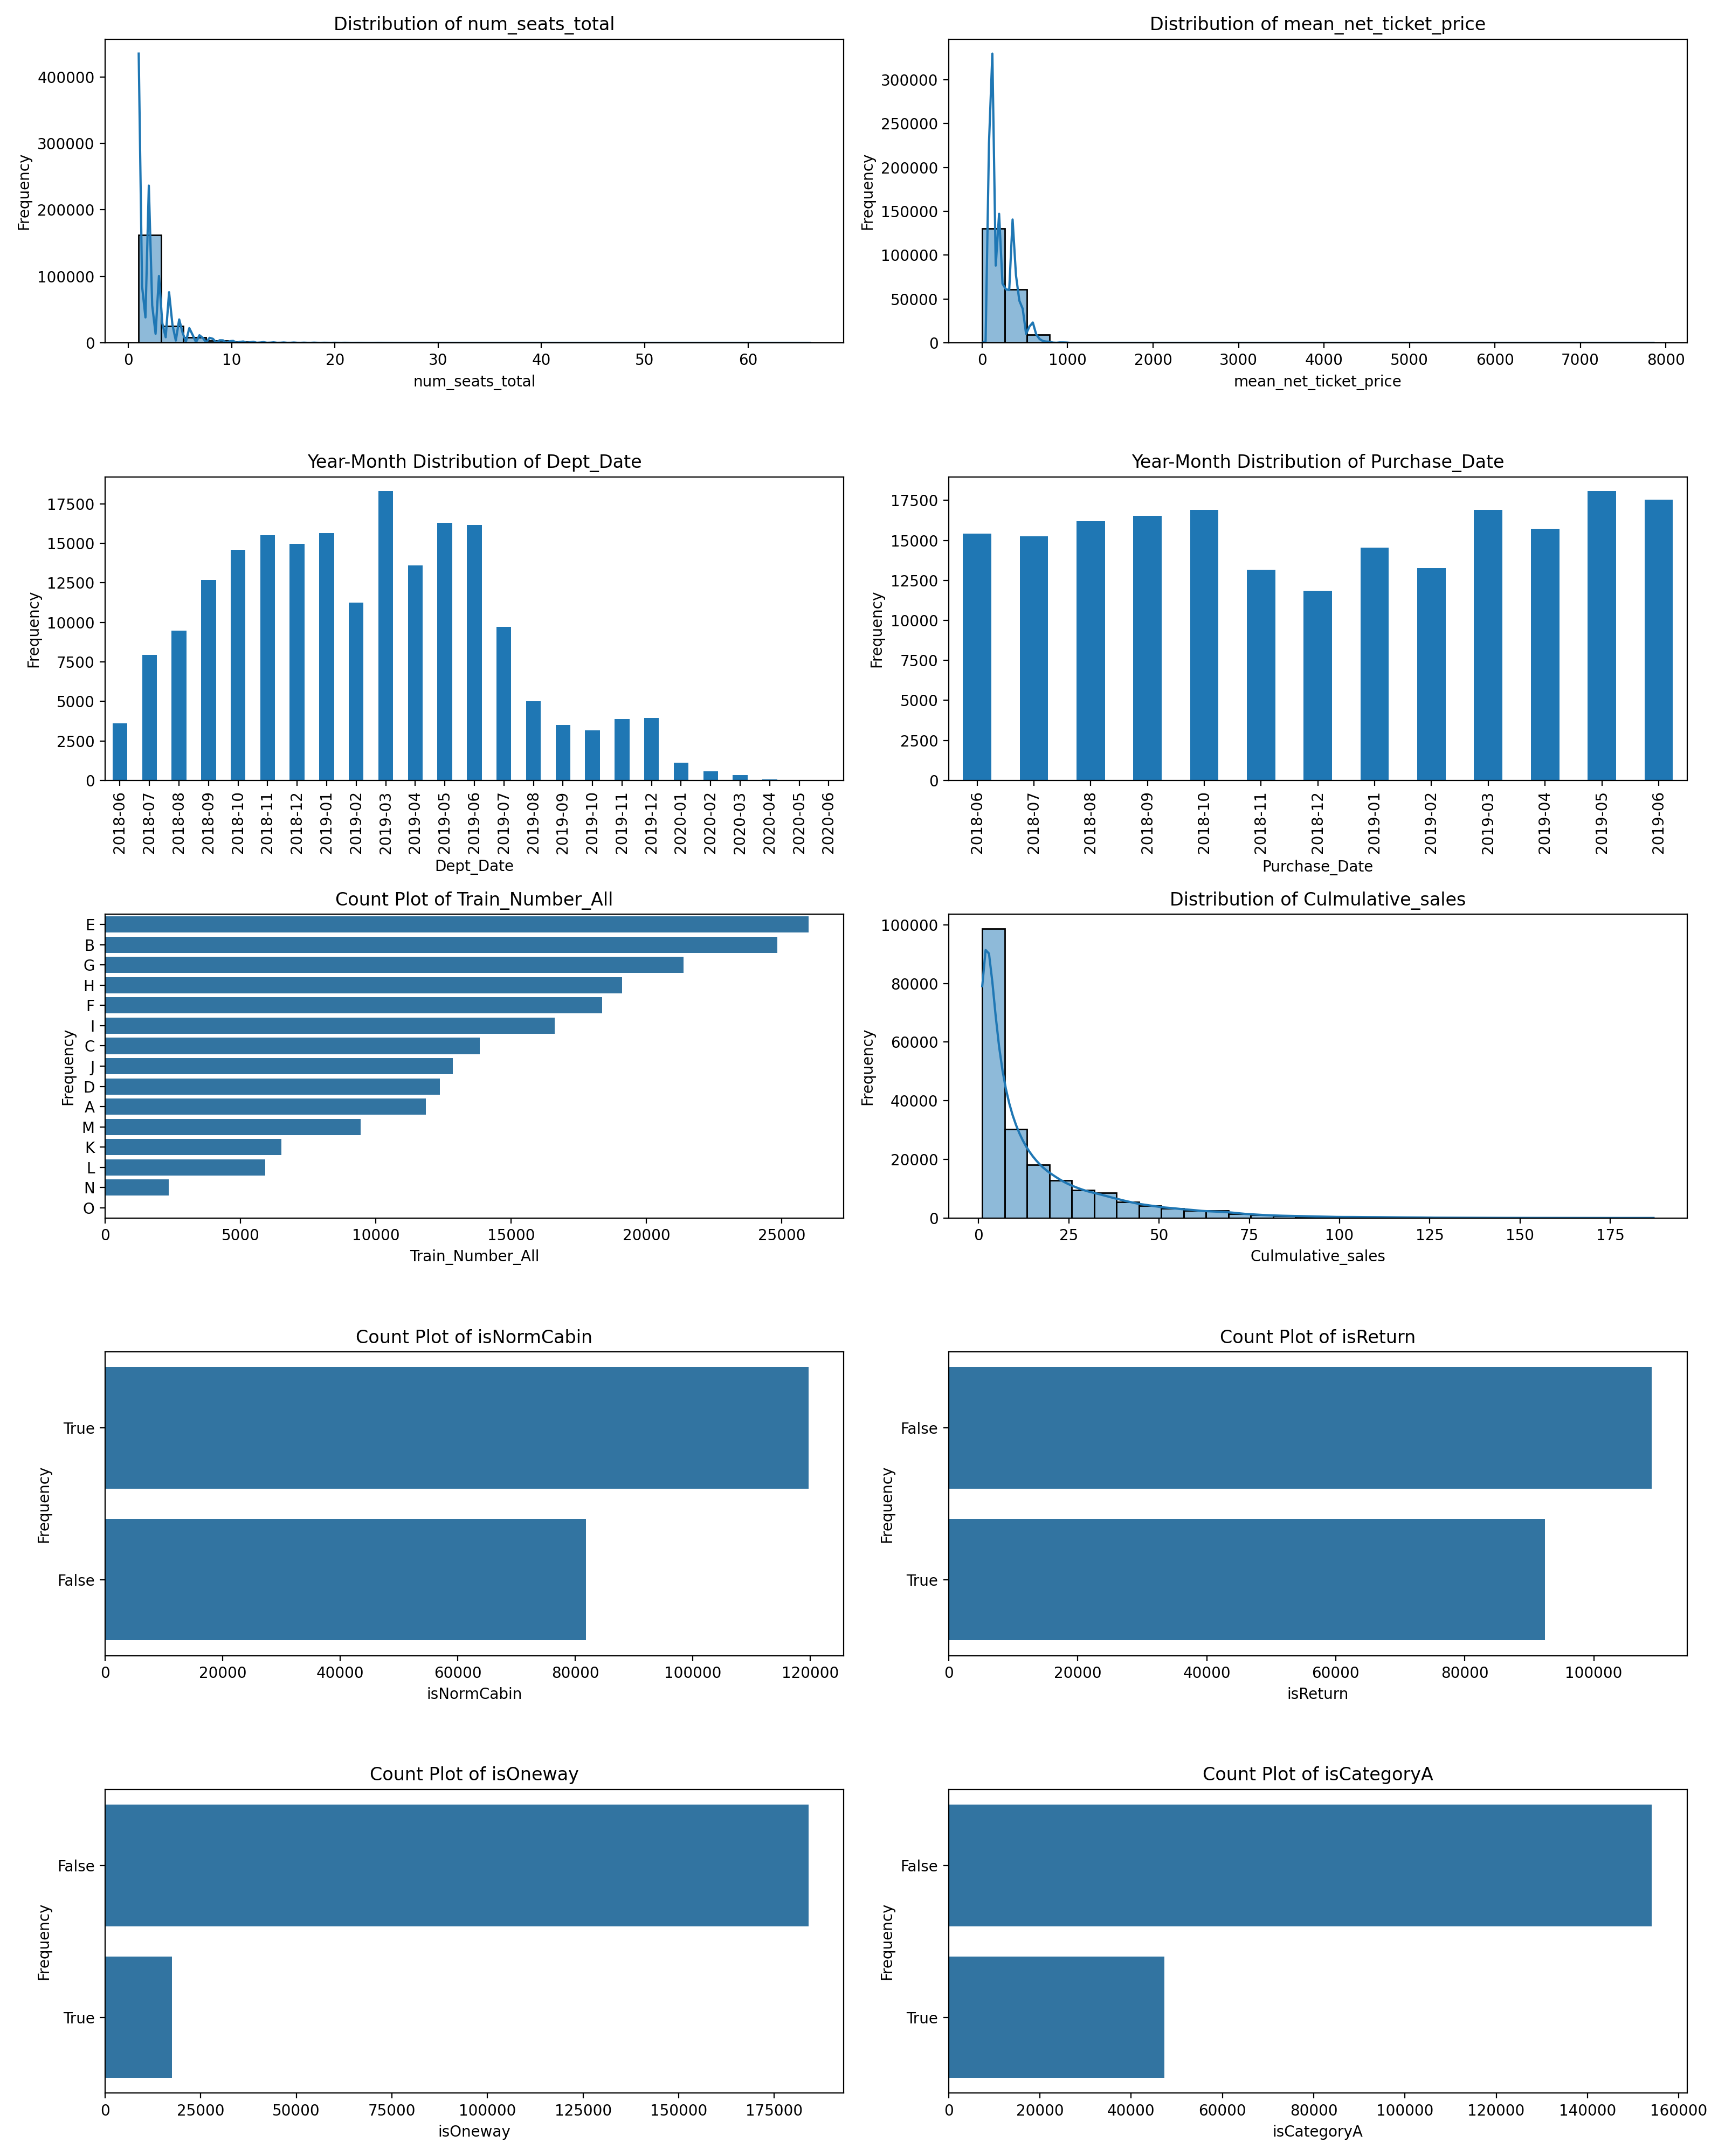 Distribution of num_seats_total
Frequency
400000
300000
200000
100000
0
0 10 20 30 40 50 60
num_seats_total
Distribution of mean_net_ticket_price
Frequency
300000
250000
200000
150000
100000
50000
0
0 1000 2000 3000 4000 5000 6000 7000 8000
mean_net_ticket_price
Year-Month Distribution of Dept_Date
Frequency
17500
15000
12500
10000
7500
5000
2500
0
2018-06
2018-07
2018-08
2018-09
2018-10
2018-11
2018-12
2019-01
2019-02
2019-03
2019-04
2019-05
2019-06
2019-07
2019-08
2019-09
2019-10
2019-11
2019-12
2020-01
2020-02
2020-03
2020-04
2020-05
2020-06
Dept_Date
Year-Month Distribution of Purchase_Date
Frequency
17500
15000
12500
10000
7500
5000
2500
0
2018-06
2018-07
2018-08
2018-09
2018-10
2018-11
2018-12
2019-01
2019-02
2019-03
2019-04
2019-05
2019-06
Purchase_Date
Count Plot of Train_Number_All
Frequency
E
B
G
H
F
I
C
J
D
A
M
K
L
N
O
0 5000 10000 15000 20000 25000
Train_Number_All
Distribution of Culmulative_sales
Frequency
100000
80000
60000
40000
20000
0
0 25 50 75 100 125 150 175
Culmulative_sales
Count Plot of isNormCabin
Frequency
True
False
0 20000 40000 60000 80000 100000 120000
isNormCabin
Count Plot of isReturn
Frequency
False
True
0 20000 40000 60000 80000 100000
isReturn
Count Plot of isOneway
Frequency
False
True
0 25000 50000 75000 100000 125000 150000 175000
isOneway
Count Plot of isCategoryA
Frequency
False
True
0 20000 40000 60000 80000 100000 120000 140000 160000
isCategoryA